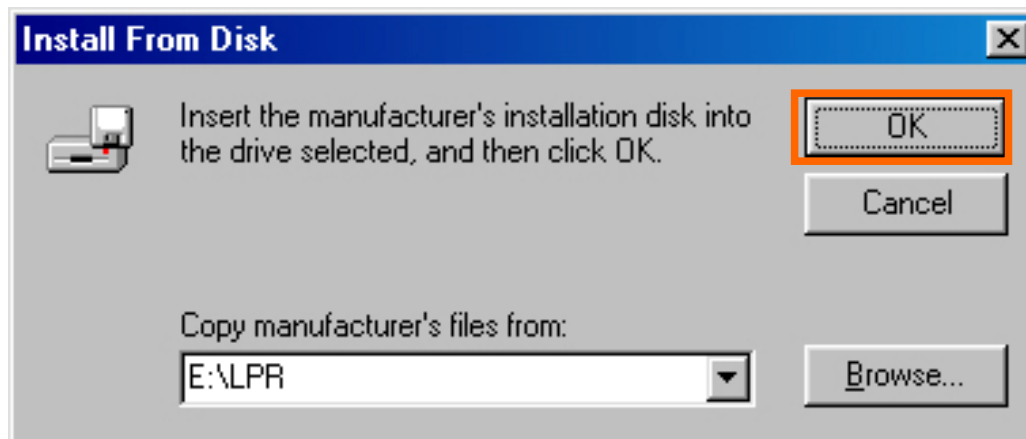 Install From Disk
Insert the manufacturer's installation disk into
the drive selected, and then click OK.
OK
Cancel
Copy manufacturer's files from:
E:\LPR
Browse...